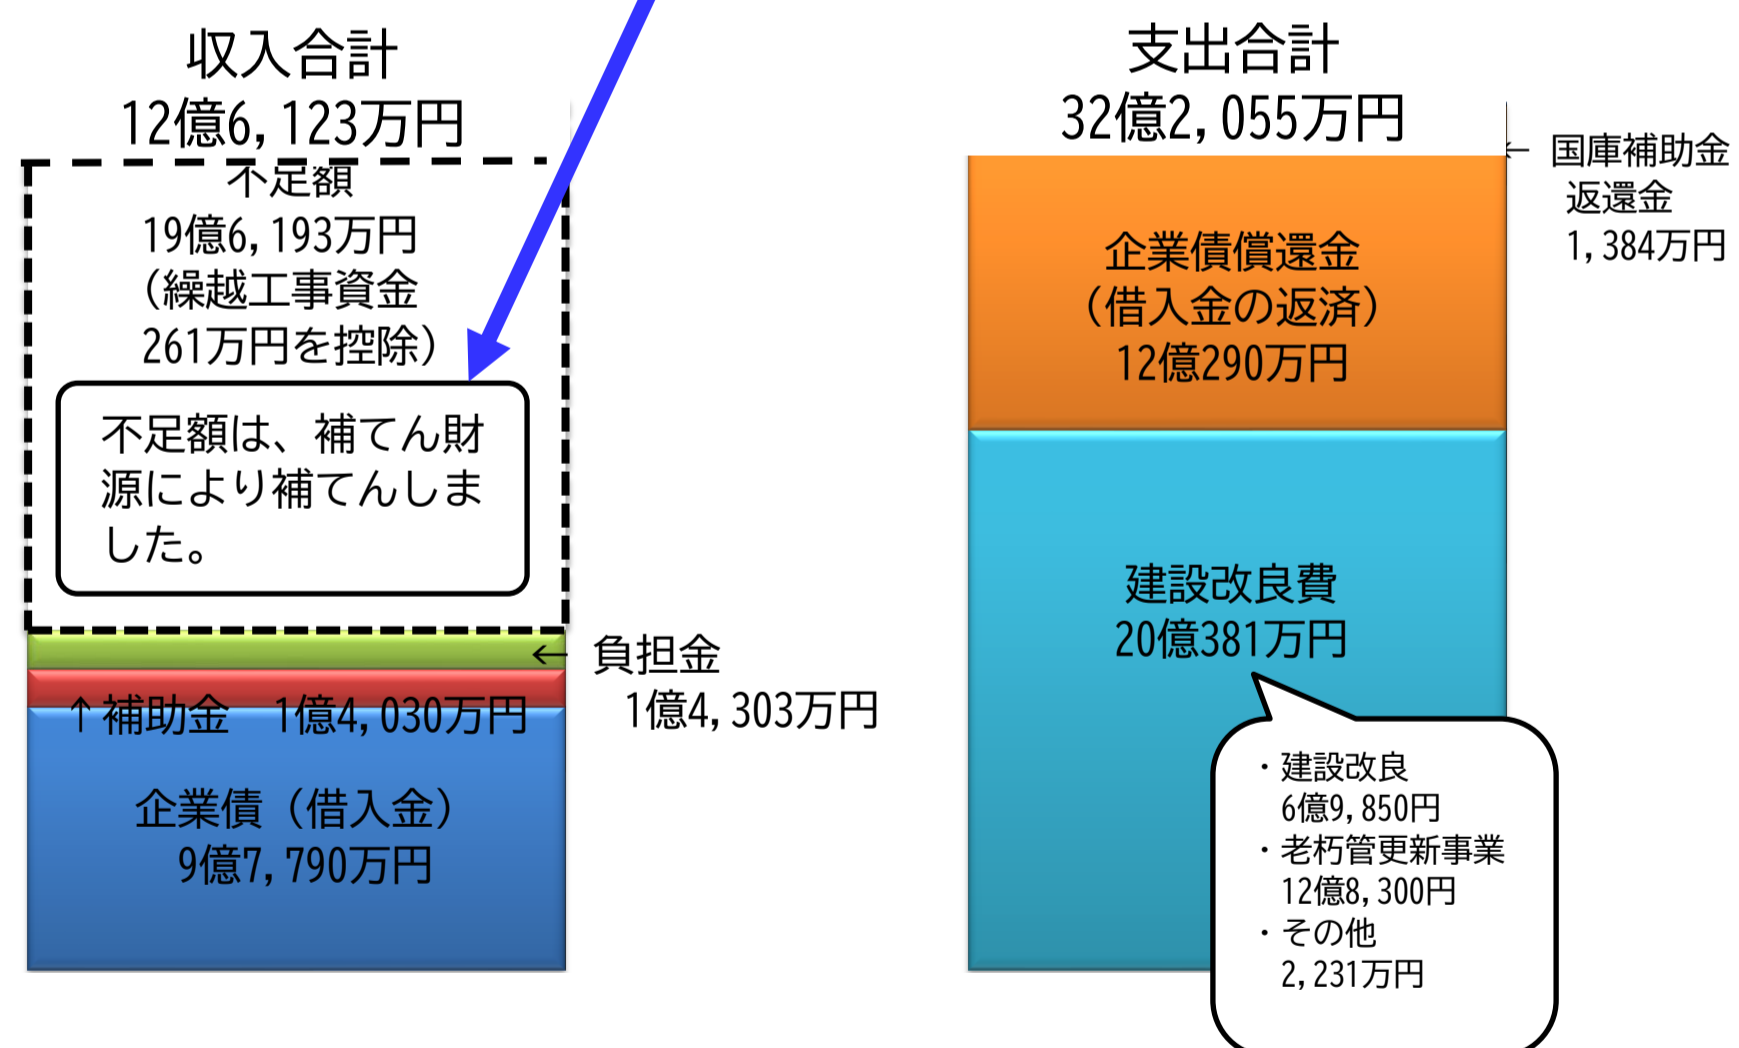 収入合計
12億6,123万円
不足額
19億6,193万円
（繰越工事資金
261万円を控除）
不足額は、補てん財
源により補てんしま
した。
←
負担金
1億4,303万円
↑補助金　1億4,030万円
企業債（借入金）
9億7,790万円
支出合計
32億2,055万円
← 国庫補助金
返還金
1,384万円
企業債償還金
（借入金の返済）
12億290万円
建設改良費
20億381万円
・建設改良
6億9,850円
・老朽管更新事業
12億8,300円
・その他
2,231万円